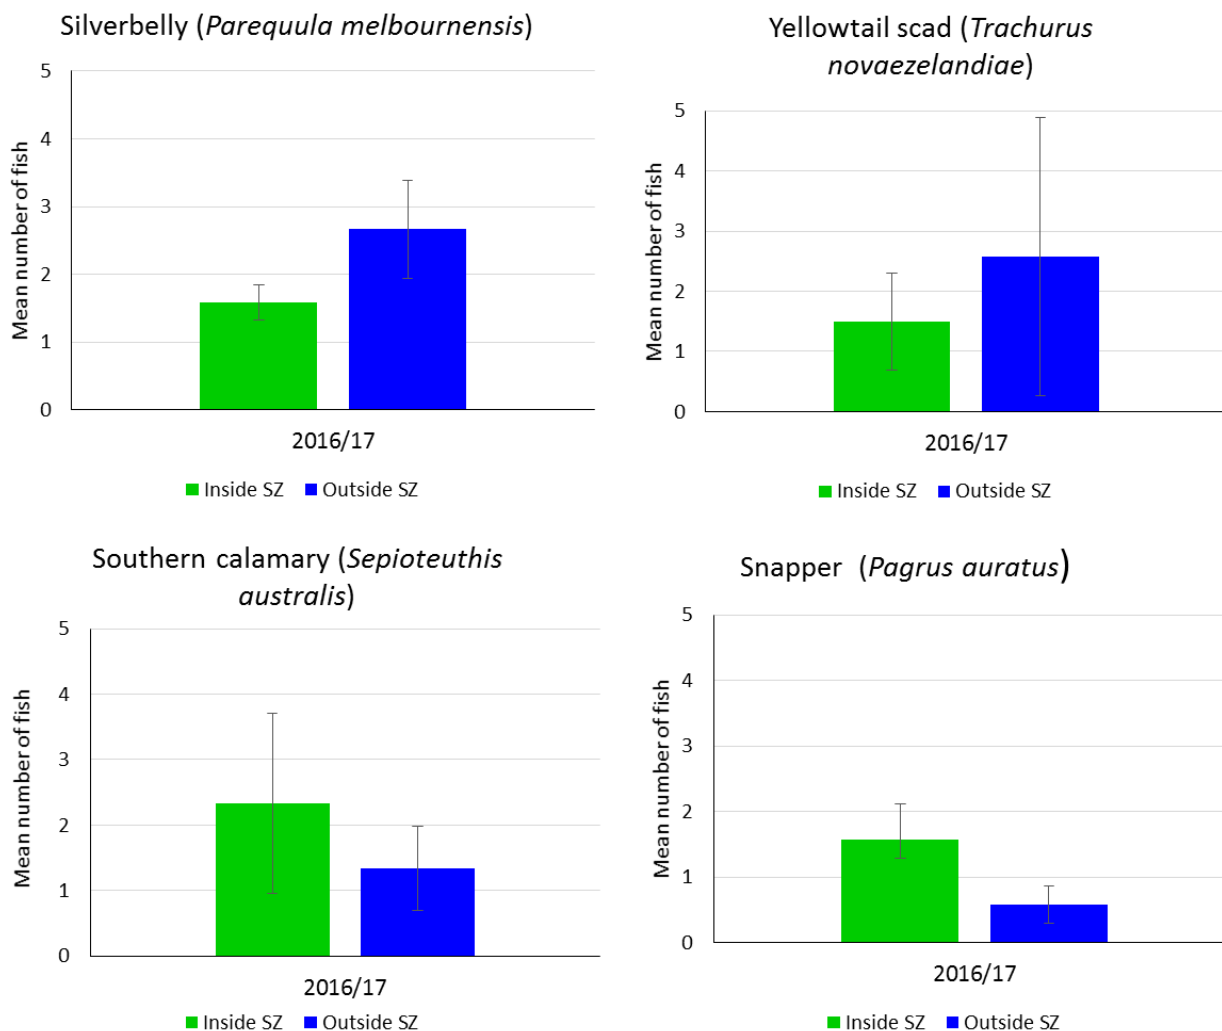 Silverbelly (Parequula melbournensis)
5
4
3
2
1
0
Mean number of fish
2016/17
Inside SZ Outside SZ
Yellowtail scad (Trachurus
novaezelandiae)
5
4
3
2
1
0
Mean number of fish
2016/17
Inside SZ Outside SZ
Southern calamary (Sepioteuthis
australis)
5
4
3
2
1
0
Mean number of fish
2016/17
Inside SZ Outside SZ
Snapper (Pagrus auratus)
5
4
3
2
1
0
Mean number of fish
2016/17
Inside SZ Outside SZ